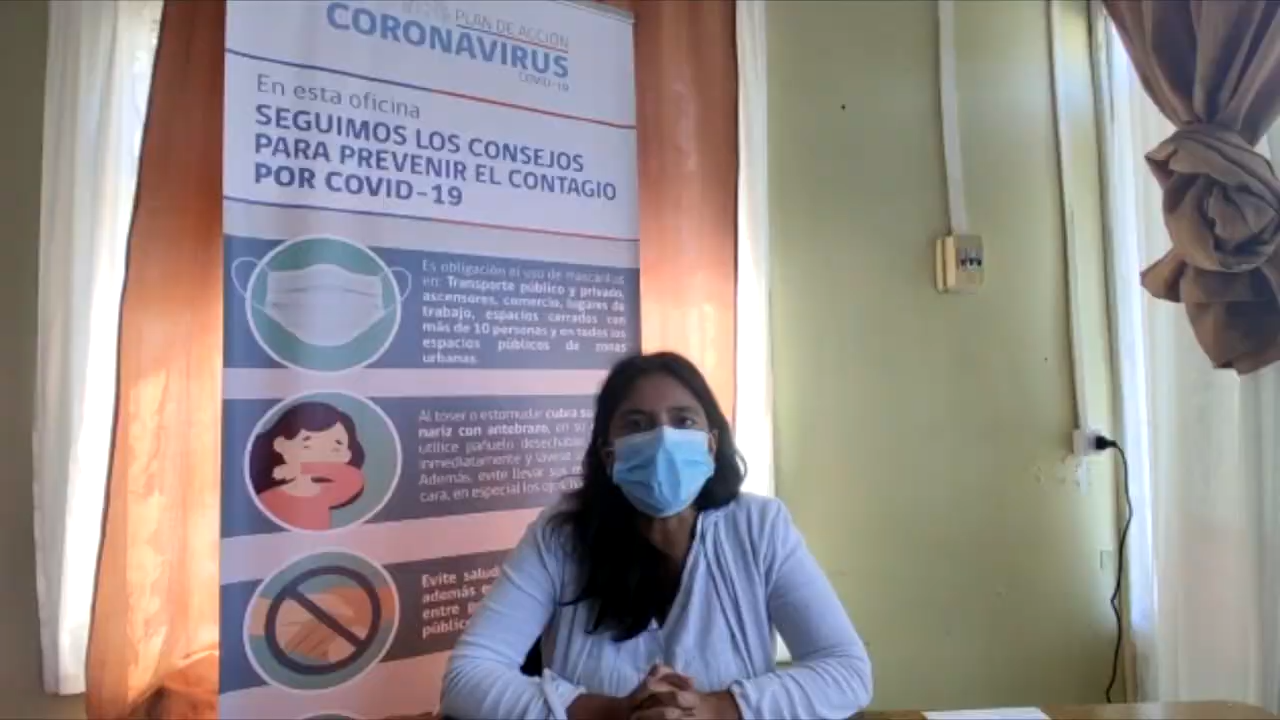 PLAN DE ACCIÓN
CORONAVIRUS
COVID-19
En esta oficina
SEGUIMOS LOS CONSEJOS
PARA PREVENIR EL CONTAGIO
POR COVID-19
Es obligación el uso de mascarillas
en: Transporte público y privado,
ascensores, comercio, lugares de
trabajo, espacios cerrados con
más de 10 personas y en todos los
espacios públicos de zonas
urbanas.
Al toser o estornudar cubra su
nariz con antebrazo, en su
utilice pañuelo desechable
inmediatamente y lávese
Además, evite llevar sus
cara, en especial los ojos,
Evite
además
entre